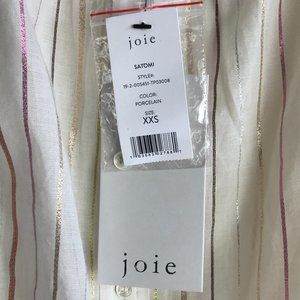 joie
SATOMI
STYLE#:
19-2-005451-TP03008
COLOR:
PORCELAIN
SIZE:
XXS
joie